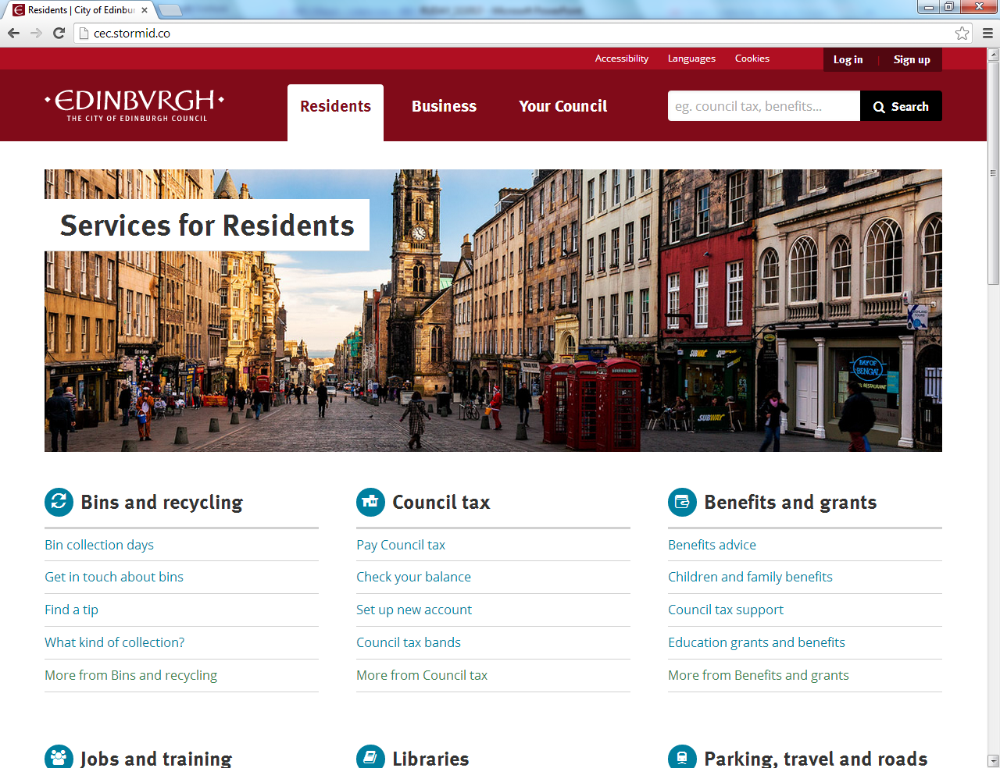 Residents | City of Edinbu
cec.stormid.co
Accessibility Languages Cookies Log in | Sign up
EDINBVRGH
THE CITY OF EDINBURGH COUNCIL
Residents Business Your Council eg. council tax, benefits... Search
Services for Residents
SUBWAY SUBWAY
BAY OF
BENGAL
RESTAURANT
SUBWAY
Bins and recycling
Bin collection days
Get in touch about bins
Find a tip
What kind of collection?
More from Bins and recycling
Council tax
Pay Council tax
Check your balance
Set up new account
Council tax bands
More from Council tax
Benefits and grants
Benefits advice
Children and family benefits
Council tax support
Education grants and benefits
More from Benefits and grants
Jobs and training
Libraries
Parking, travel and roads